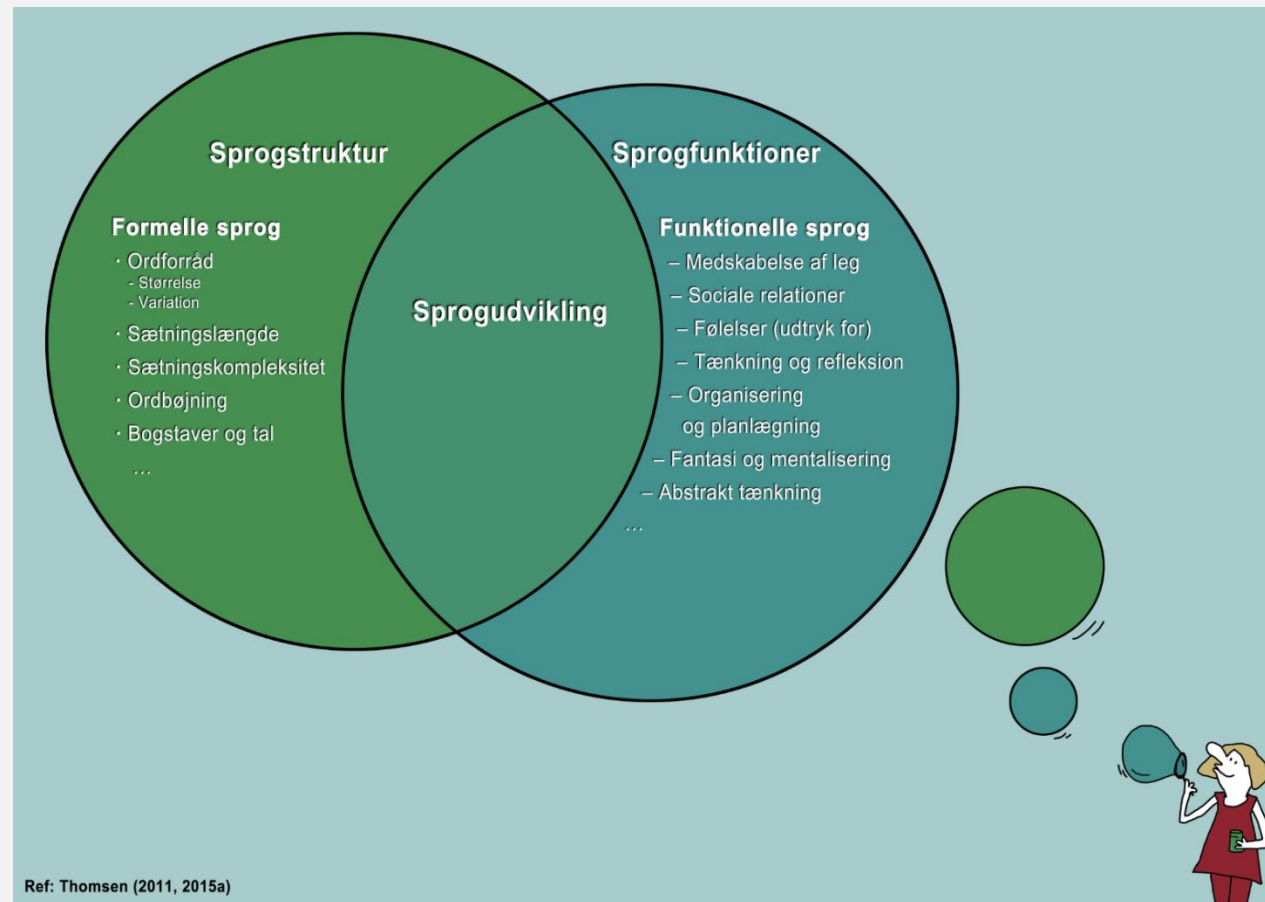 Sprogstruktur
Formelle sprog
· Ordforråd
- Størrelse
- Variation
· Sætningslængde
· Sætningskompleksitet
· Ordbøjning
· Bogstaver og tal
...
Sprogudvikling
Sprogfunktioner
Funktionelle sprog
– Medskabelse af leg
– Sociale relationer
– Følelser (udtryk for)
– Tænkning og refleksion
– Organisering
og planlægning
– Fantasi og mentalisering
– Abstrakt tænkning
...
Ref: Thomsen (2011, 2015a)